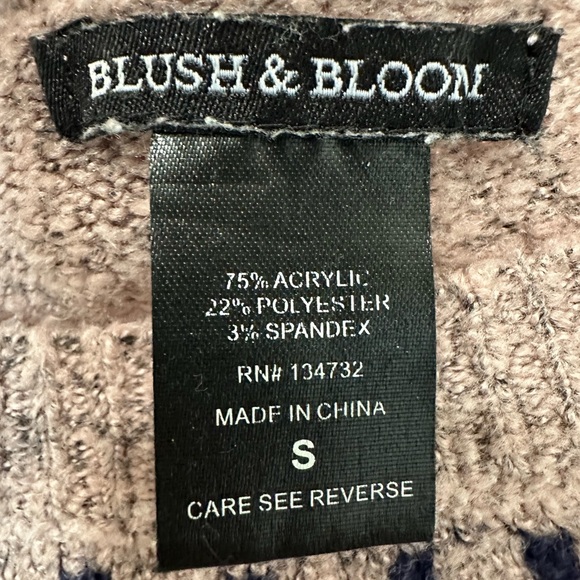 BLUSH & BLOOM
75% ACRYLIC
22% POLYESTER
3% SPANDEX
RN# 134732
MADE IN CHINA
S
CARE SEE REVERSE